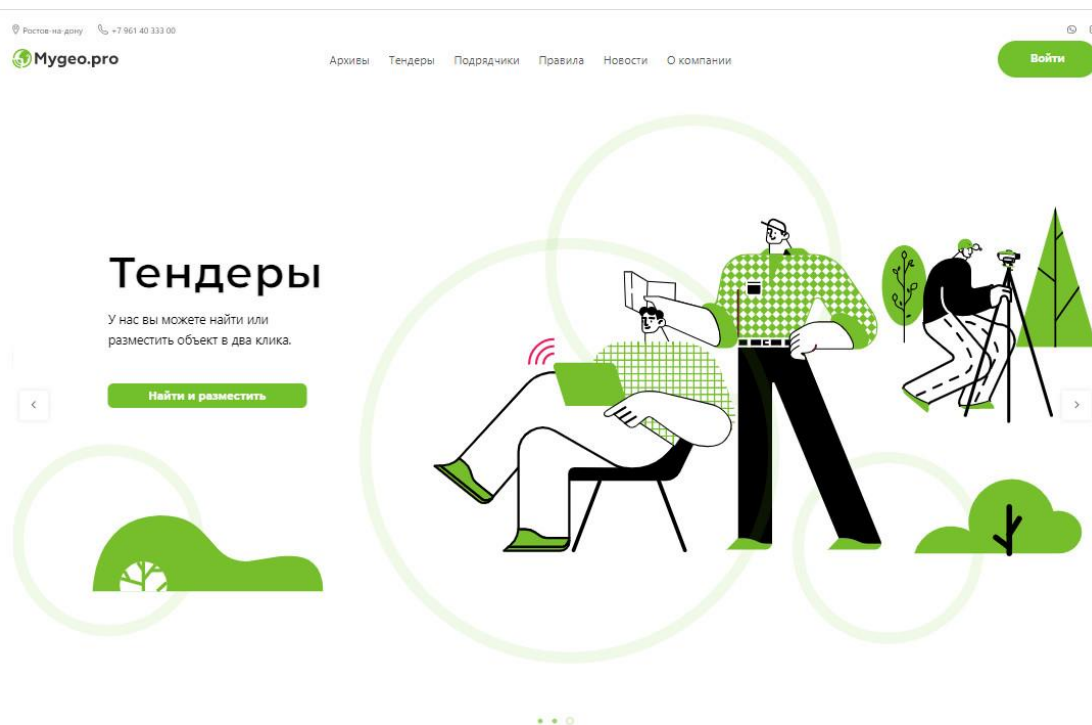 Ростов-на-дону +7 961 40 333 00
Mygeo.pro
Архивы Тендеры Подрядчики Правила Новости О компании
Войти
Тендеры
У нас вы можете найти или
разместить объект в два клика.
Найти и разместить